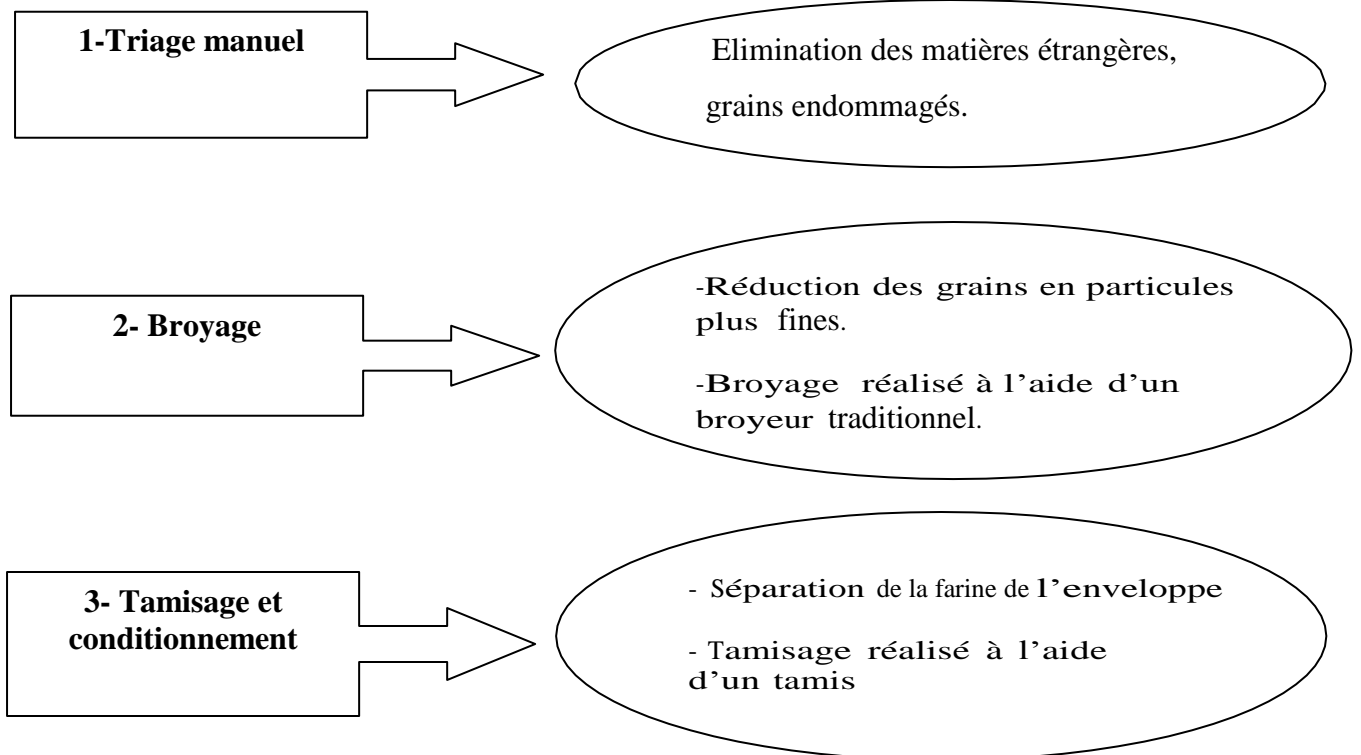 1-Triage manuel
Elimination des matières étrangères,
grains endommagés.
2- Broyage
-Réduction des grains en particules
plus fines.
-Broyage réalisé à l’aide d’un
broyeur traditionnel.
3- Tamisage et
conditionnement
- Séparation de la farine de l’enveloppe
- Tamisage réalisé à l’aide
d’un tamis